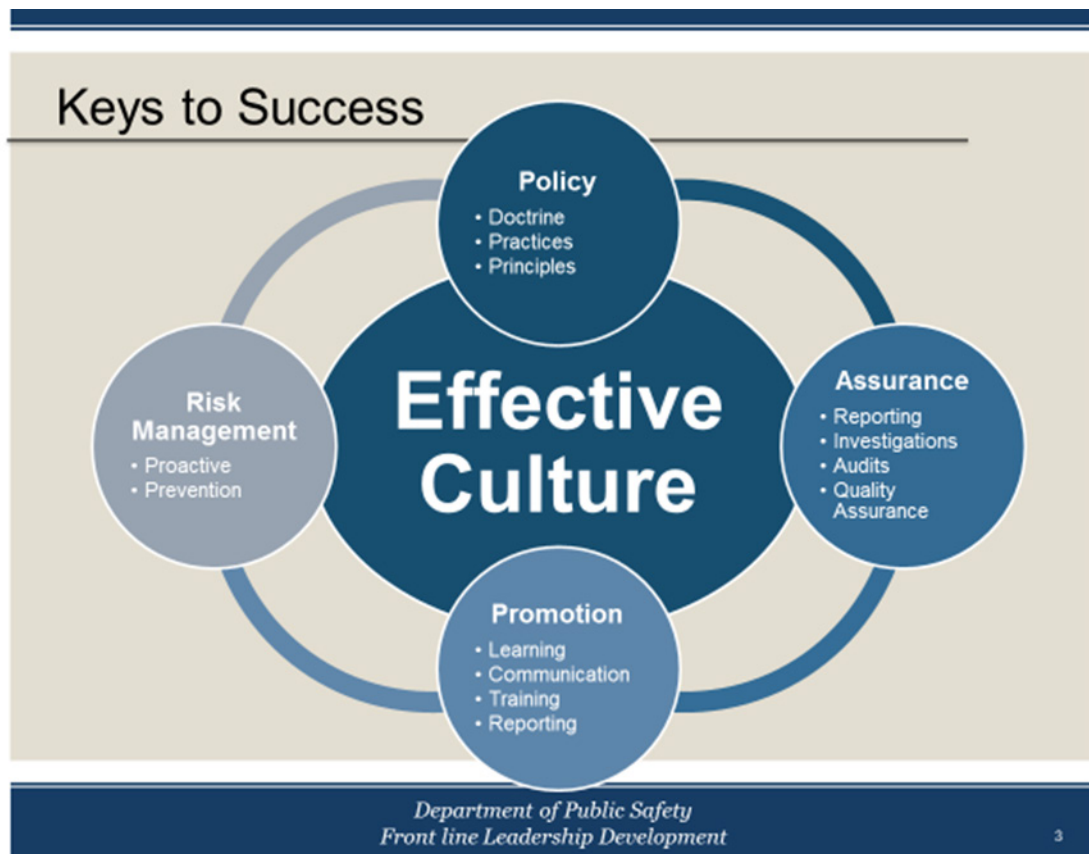 Keys to Success
Policy
• Doctrine
• Practices
• Principles
Effective
Culture
Assurance
• Reporting
• Investigations
• Audits
• Quality
Assurance
Risk
Management
• Proactive
• Prevention
Promotion
• Learning
• Communication
• Training
• Reporting
Department of Public Safety
Front line Leadership Development
3